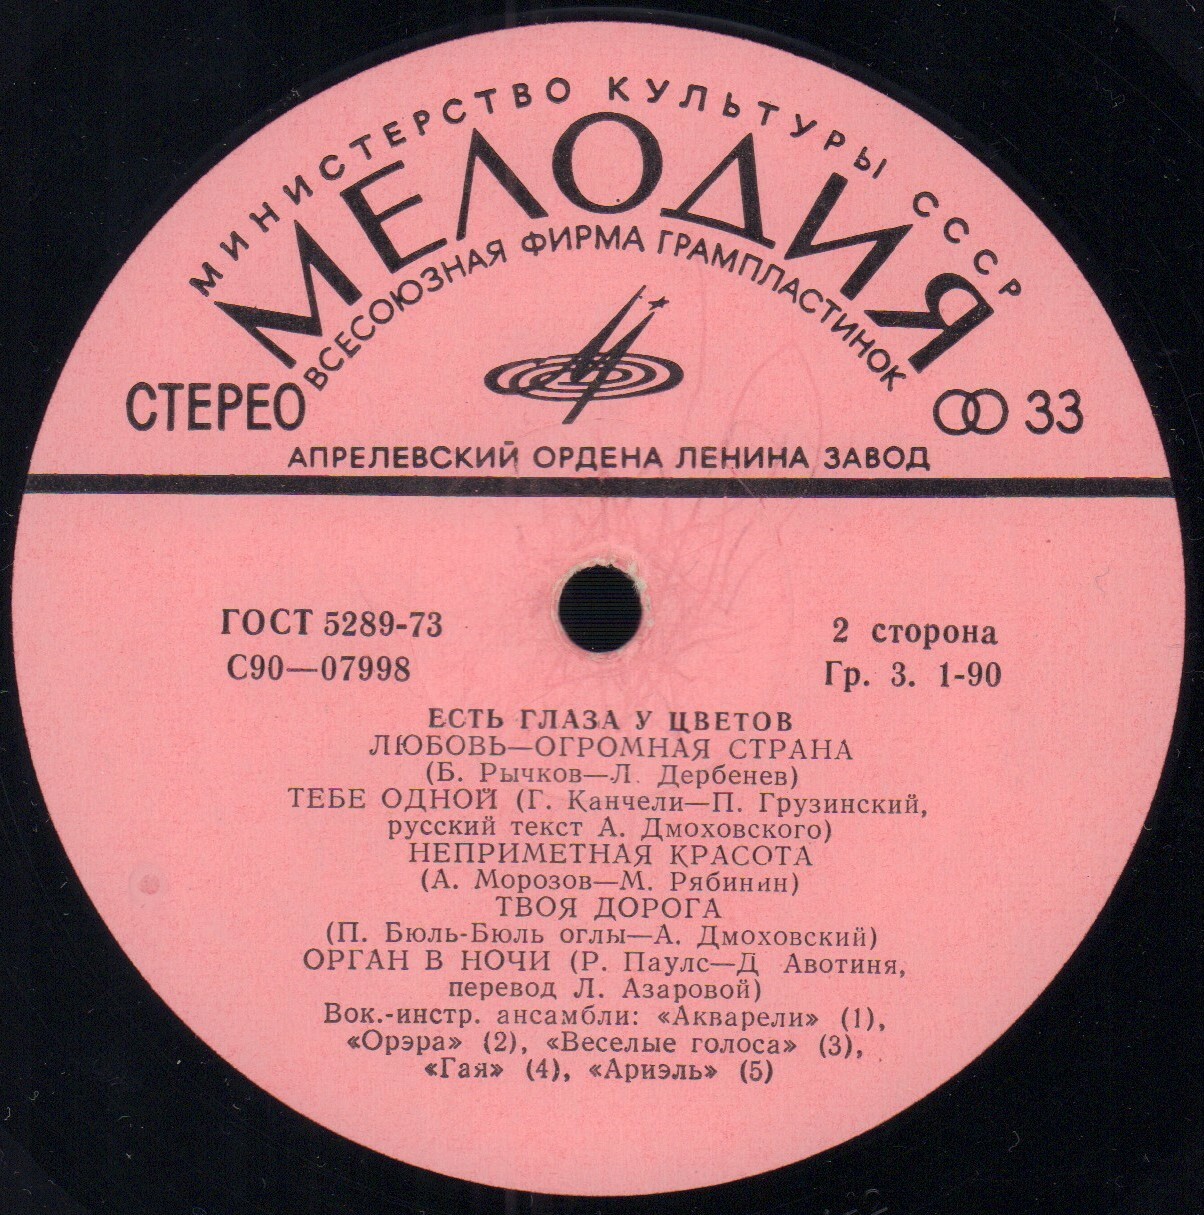 МИНИСТЕРСТВО КУЛЬТУРЫ СССР
МЕЛОДИЯ
ВСЕСОЮЗНАЯ ФИРМА ГРАМПЛАСТИНОК
СТЕРЕО 33
АПРЕЛЕВСКИЙ ОРДЕНА ЛЕНИНА ЗАВОД
ГОСТ 5289-73
С90—07998
2 сторона
Гр. 3. 1-90
ЕСТЬ ГЛАЗА У ЦВЕТОВ
ЛЮБОВЬ—ОГРОМНАЯ СТРАНА
(Б. Рычков—Л. Дербенев)
ТЕБЕ ОДНОЙ (Г. Канчели—П. Грузинский,
русский текст А. Дмоховского)
НЕПРИМЕТНАЯ КРАСОТА
(А. Морозов—М. Рябинин)
ТВОЯ ДОРОГА
(П. Бюль-Бюль оглы—А. Дмоховский)
ОРГАН В НОЧИ (Р. Паулс—Д Авотиня,
перевод Л. Азаровой)
Вок.-инстр. ансамбли: «Акварели» (1),
«Орэра» (2), «Веселые голоса» (3),
«Гая» (4), «Ариэль» (5)